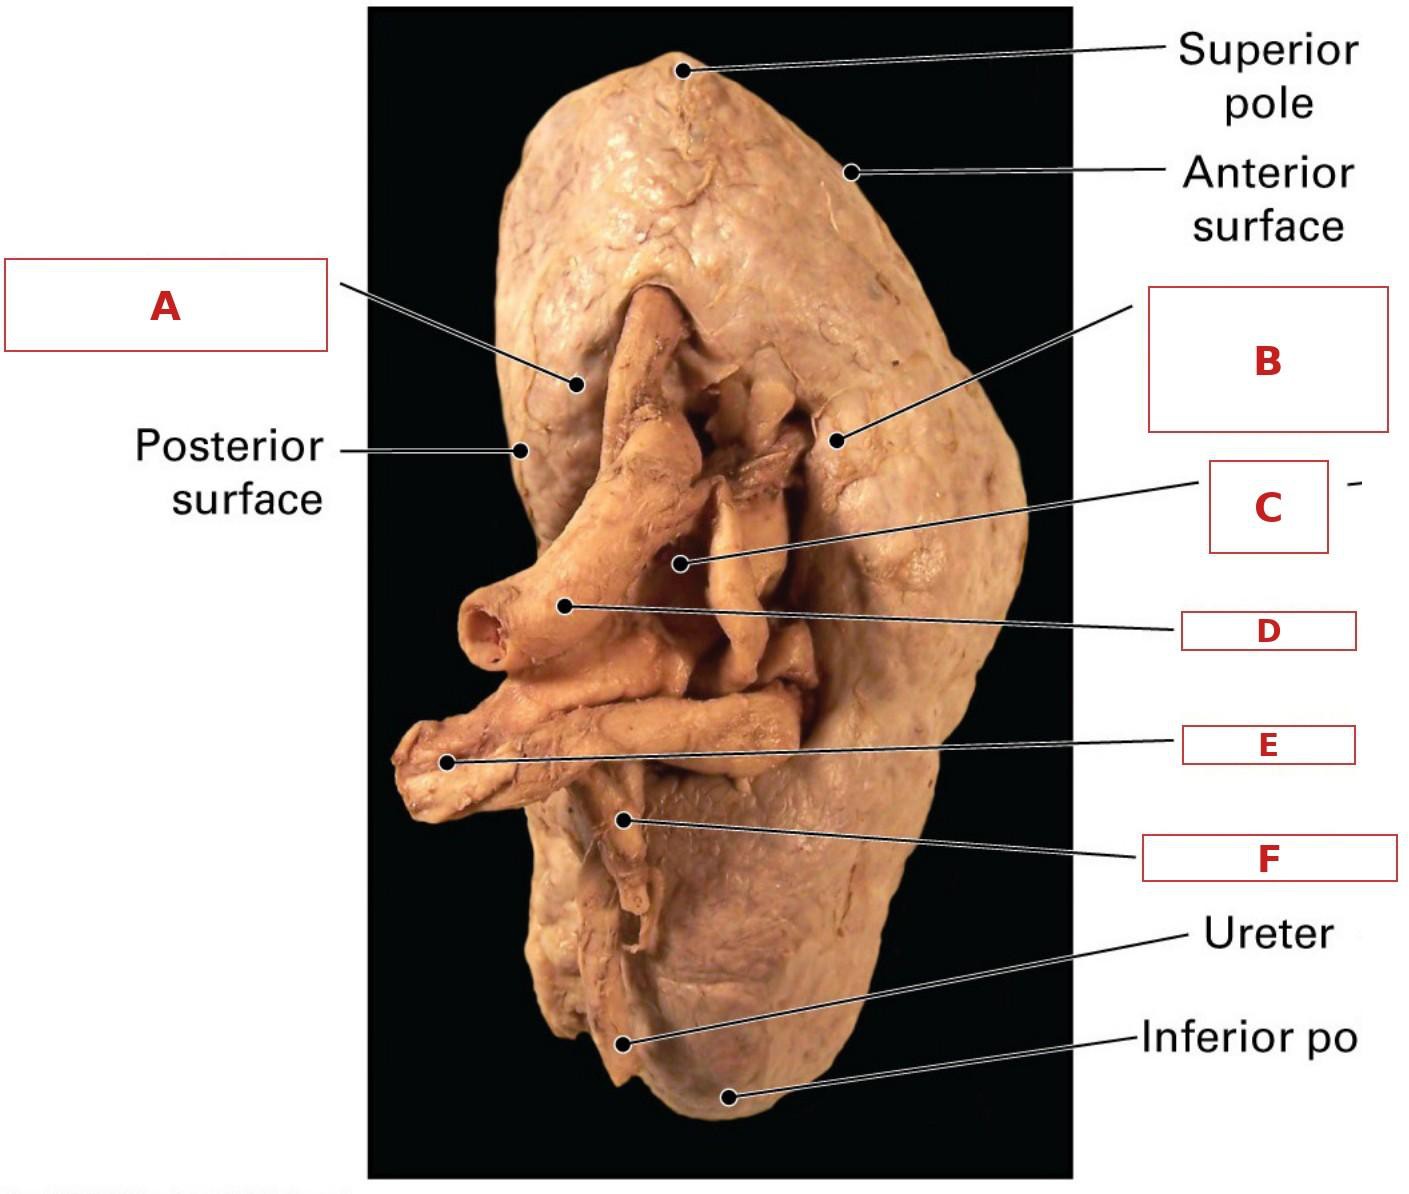 Superior
pole
Anterior
surface
A
B
Posterior
surface
C
D
E
F
Ureter
Inferior po